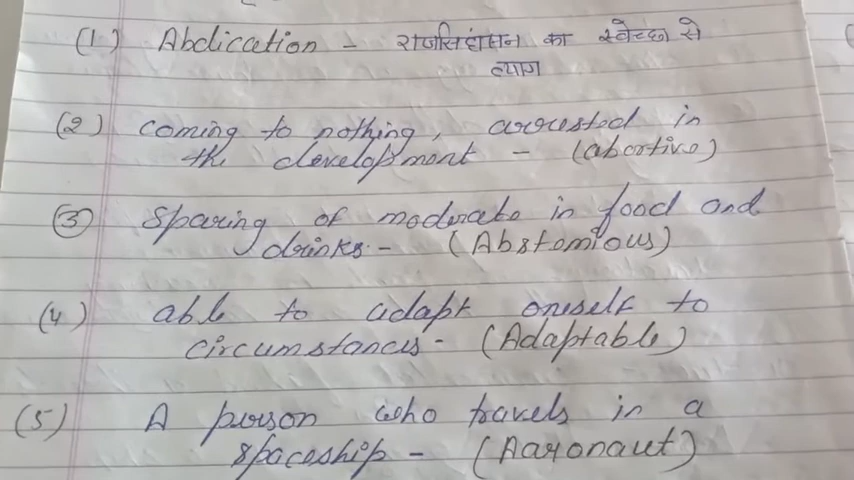 (1) Abdication - राजसिहांसन का स्वेच्छा से
त्याग
(2) coming to nothing, arrested in
the development - (abortive)
(3) Sparing of moderate in food and
drinks. - (Abstemious)
(4) able to adapt oneself to
circumstances - (Adaptable)
(5) A person who travels in a
spaceship - (Aaronaut)